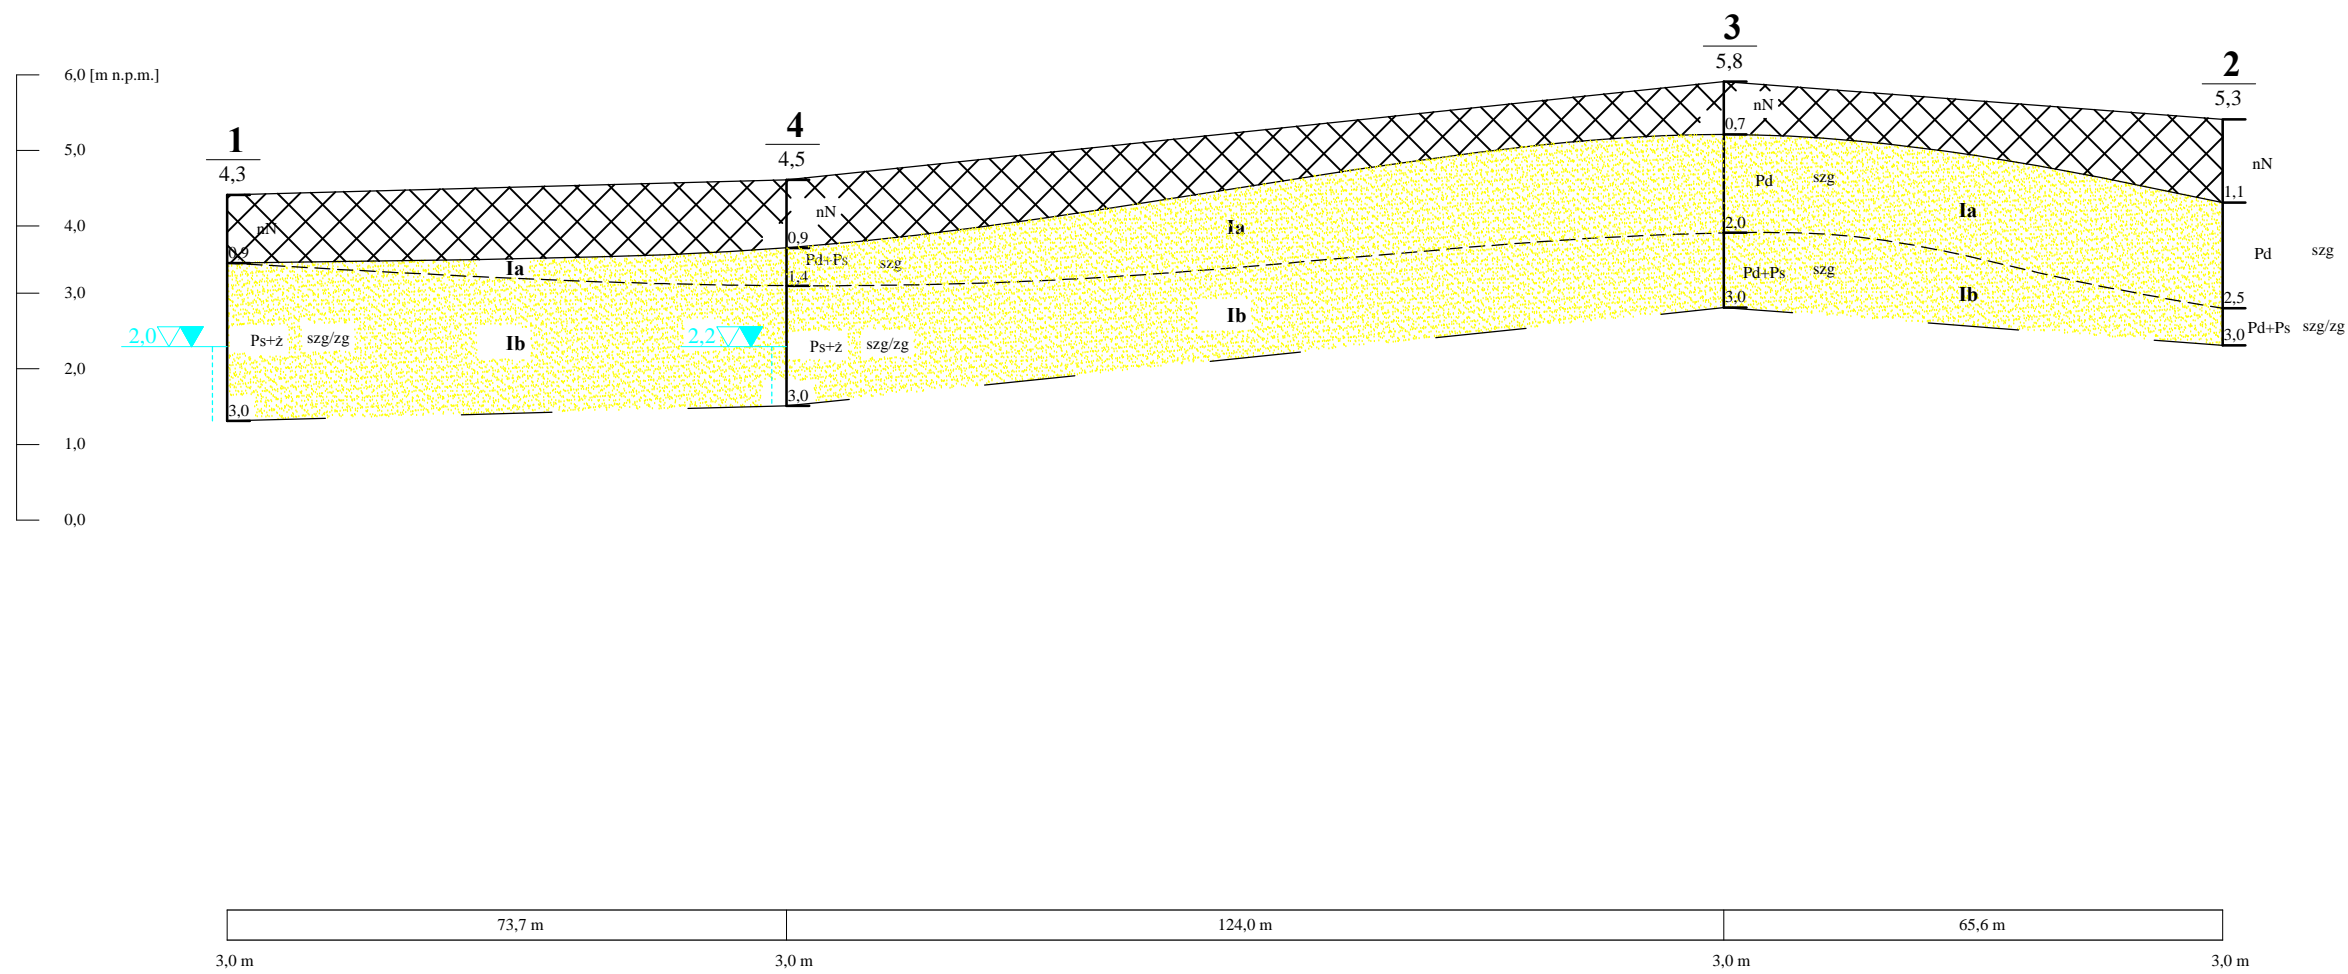 3
5,8
2
5,3
6,0 [m n.p.m.]
nN
0,7
4
4,5
1
4,3
5,0
nN
1,1
Pd szg
4,0
nN
nN
0,9
0,9
Ia
2,0
Ia
Pd szg
Pd+Ps szg
1,4
Ia
Pd+Ps szg
3,0
3,0
Ib
2,5
Ib
Pd+Ps szg/zg
3,0
2,0
Ps+ż szg/zg
Ib
2,2
Ps+ż szg/zg
2,0
3,0
3,0
1,0
0,0
73,7 m
124,0 m
65,6 m
3,0 m
3,0 m
3,0 m
3,0 m